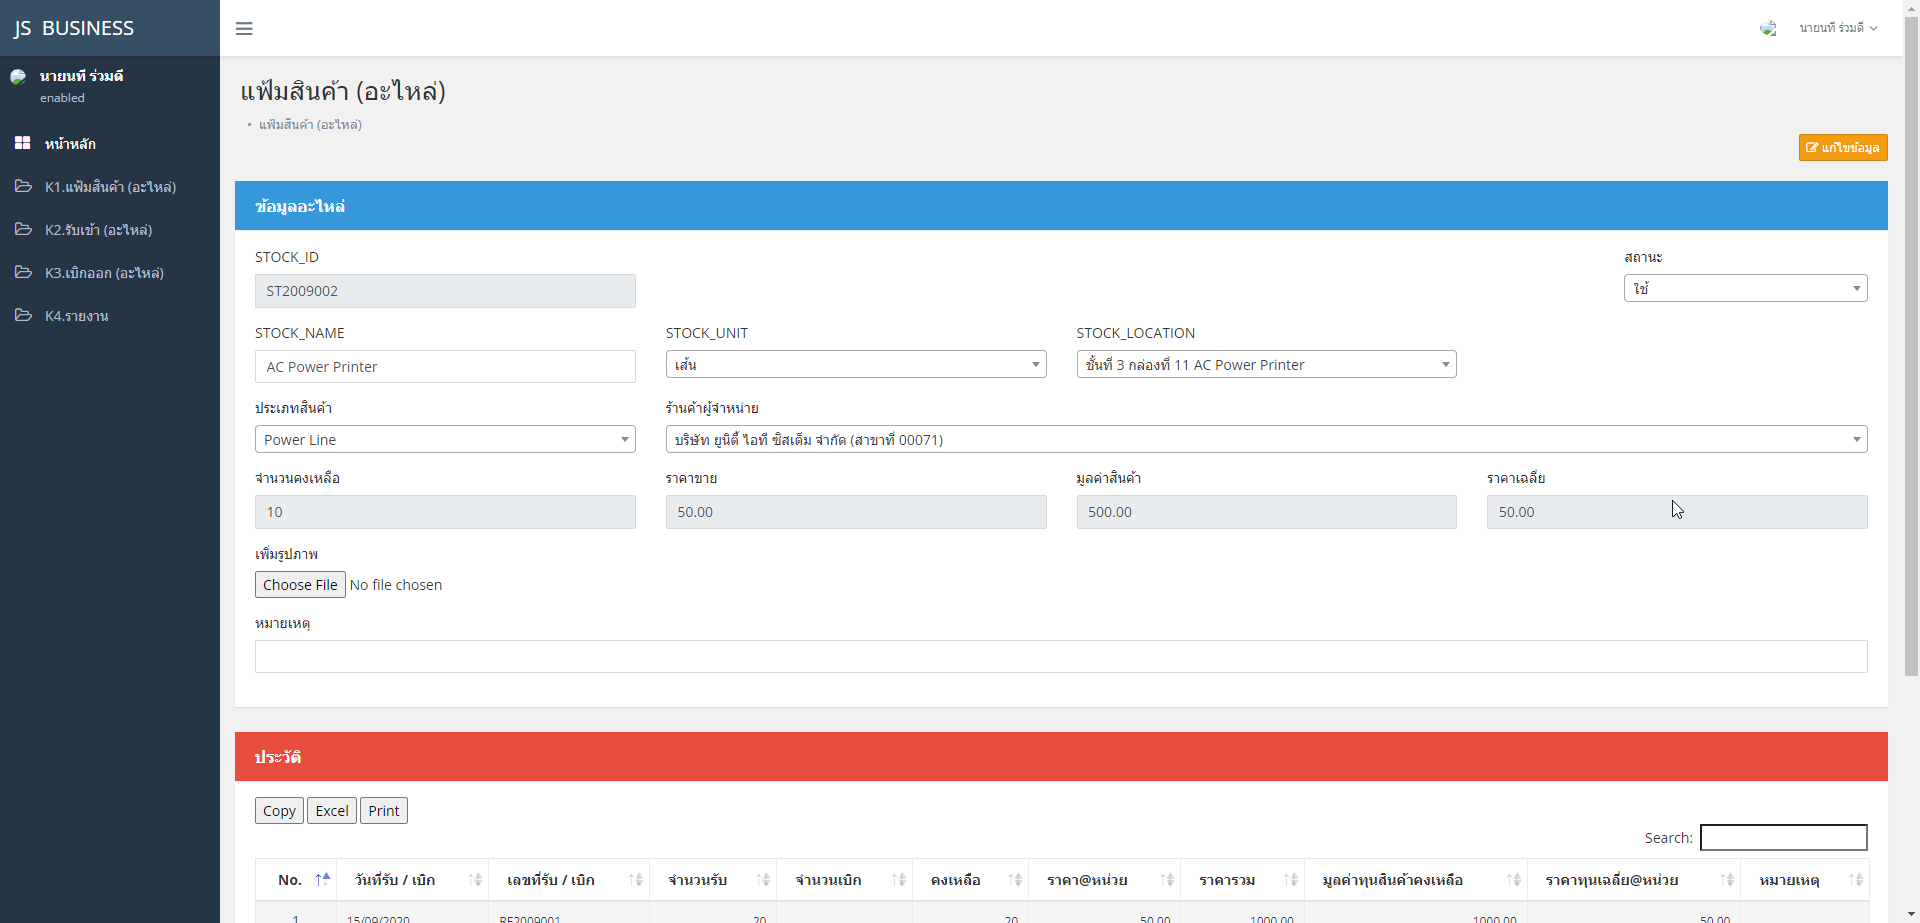 JS BUSINESS
นายนที ร่วมดี
นายนที ร่วมดี
enabled
หน้าหลัก
K1.แฟ้มสินค้า (อะไหล่)
K2.รับเข้า (อะไหล่)
K3.เบิกออก (อะไหล่)
K4.รายงาน
แฟ้มสินค้า (อะไหล่)
• แฟ้มสินค้า (อะไหล่)
แก้ไขข้อมูล
ข้อมูลอะไหล่
STOCK_ID สถานะ
ST2009002 ใช้
STOCK_NAME STOCK_UNIT STOCK_LOCATION
AC Power Printer เส้น ชั้นที่ 3 กล่องที่ 11 AC Power Printer
ประเภทสินค้า ร้านค้าผู้จำหน่าย
Power Line บริษัท ยูนิตี้ ไอที ซิสเต็ม จำกัด (สาขาที่ 00071)
จำนวนคงเหลือ ราคาขาย มูลค่าสินค้า ราคาเฉลี่ย
10 50.00 500.00 50.00
เพิ่มรูปภาพ
Choose File No file chosen
หมายเหตุ
ประวัติ
Copy Excel Print
Search:
No. วันที่รับ / เบิก เลขที่รับ / เบิก จำนวนรับ จำนวนเบิก คงเหลือ ราคา@หน่วย ราคารวม มูลค่าทุนสินค้าคงเหลือ ราคาทุนเฉลี่ย@หน่วย หมายเหตุ
1 15/09/2020 RE2009001 20 20 50.00 1000.00 1000.00 50.00